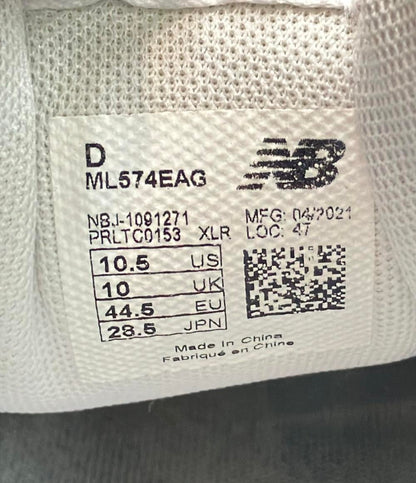 D
ML574EAG
NB
NBJ-1091271 MFG: 04/2021
PRLTC0153 XLR LOC: 47
10.5 US
10 UK
44.5 EU
28.5 JPN
Made in China
Fabriqué en Chine